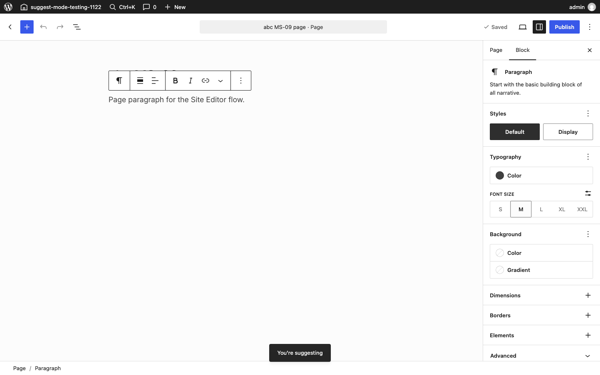 suggest-mode-testing-1122
Ctrl+K
0
New
admin
abc MS-09 page · Page
Saved
Publish
Page
Block
Paragraph
Start with the basic building block of
all narrative.
Styles
Default
Display
Typography
Color
FONT SIZE
S
M
L
XL
XXL
Background
Color
Gradient
Dimensions
Borders
Elements
Advanced
B
I
Page paragraph for the Site Editor flow.
You're suggesting
Page / Paragraph